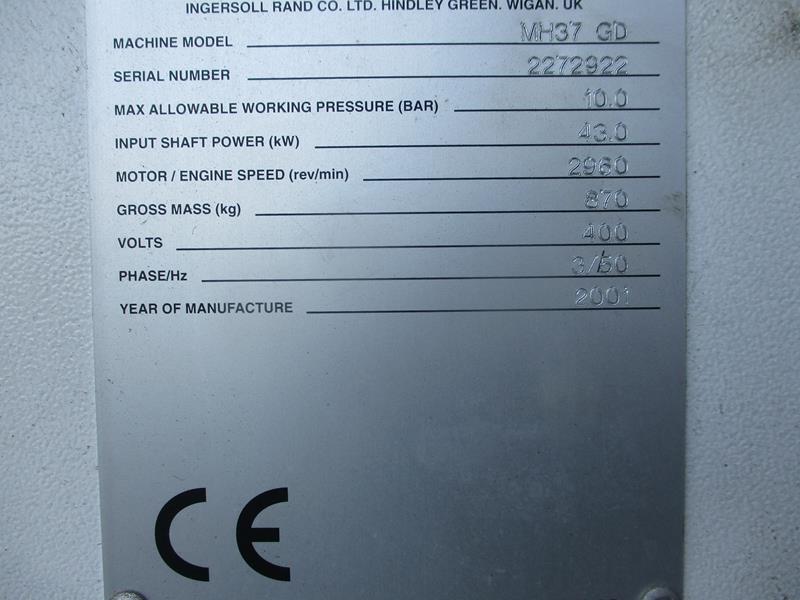 INGERSOLL RAND CO. LTD. HINDLEY GREEN. WIGAN. UK
MACHINE MODEL MH37 GD
SERIAL NUMBER 2272922
MAX ALLOWABLE WORKING PRESSURE (BAR) 10.0
INPUT SHAFT POWER (kW) 43.0
MOTOR / ENGINE SPEED (rev/min) 2960
GROSS MASS (kg) 870
VOLTS 400
PHASE/Hz 3/50
YEAR OF MANUFACTURE 2001
CE